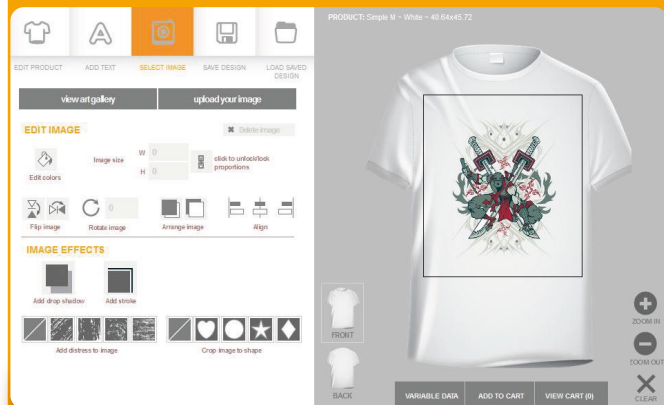 PRODUCT: Simple M ~ White ~ 40.64x45.72
EDIT PRODUCT
ADD TEXT
SELECT IMAGE
SAVE DESIGN
LOAD SAVED
DESIGN
view art gallery
upload your image
EDIT IMAGE
✖ Delete image
Edit colors
Image size
W 0
H 0
click to unlock/lock
proportions
Flip image
0
Rotate image
Arrange image
Align
IMAGE EFFECTS
Add drop shadow
Add stroke
Add distress to image
Crop image to shape
FRONT
BACK
ZOOM IN
ZOOM OUT
CLEAR
VARIABLE DATA
ADD TO CART
VIEW CART (0)